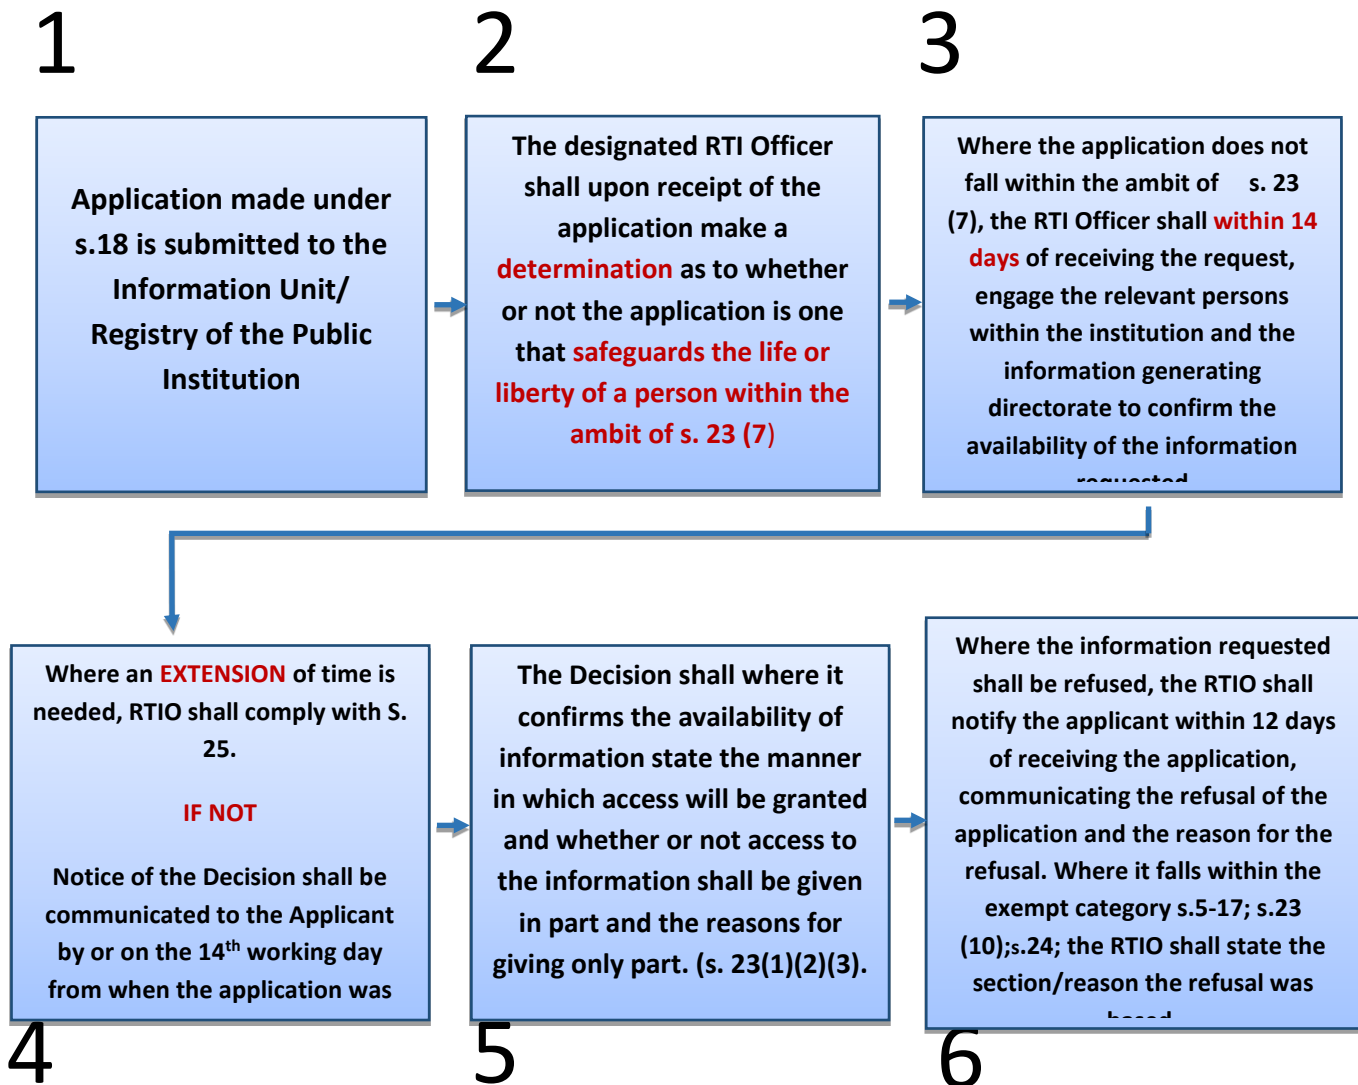 1
2
3
Application made under
s.18 is submitted to the
Information Unit/
Registry of the Public
Institution
The designated RTI Officer
shall upon receipt of the
application make a
determination as to whether
or not the application is one
that safeguards the life or
liberty of a person within the
ambit of s. 23 (7)
Where the application does not
fall within the ambit of s. 23
(7), the RTI Officer shall within 14
days of receiving the request,
engage the relevant persons
within the institution and the
information generating
directorate to confirm the
availability of the information
requested
Where an EXTENSION of time is
needed, RTIO shall comply with S.
25.
IF NOT
Notice of the Decision shall be
communicated to the Applicant
by or on the 14th working day
from when the application was
The Decision shall where it
confirms the availability of
information state the manner
in which access will be granted
and whether or not access to
the information shall be given
in part and the reasons for
giving only part. (s. 23(1)(2)(3).
Where the information requested
shall be refused, the RTIO shall
notify the applicant within 12 days
of receiving the application,
communicating the refusal of the
application and the reason for the
refusal. Where it falls within the
exempt category s.5-17; s.23
(10);s.24; the RTIO shall state the
section/reason the refusal was
based
4
5
6